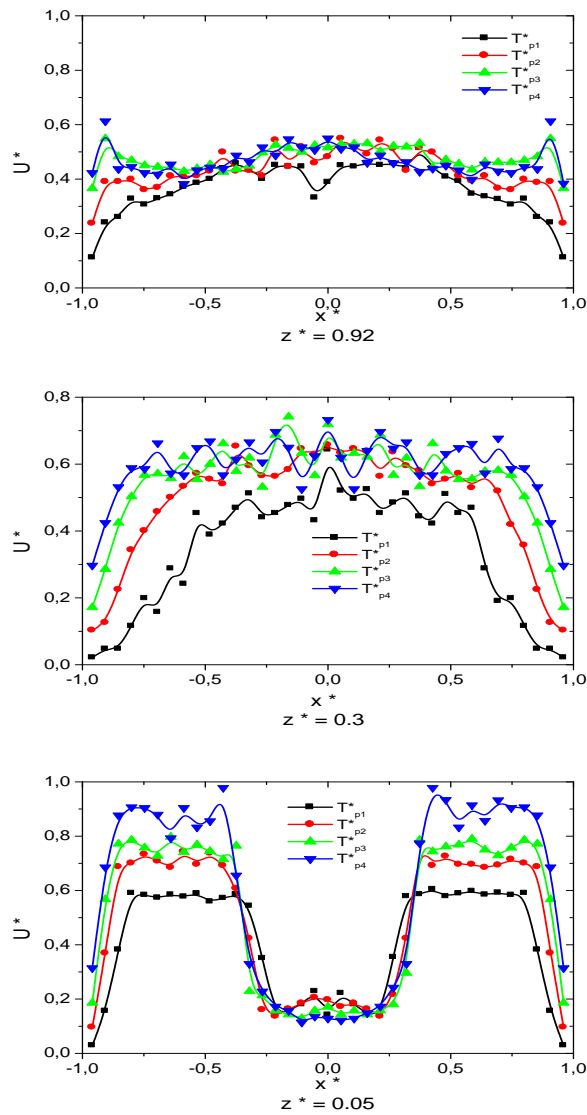 1,0
0,8
0,6
0,4
0,2
0,0
U*
T*p1
T*p2
T*p3
T*p4
-1,0 -0,5 0,0 0,5 1,0
x *
z * = 0.92
0,8
0,6
0,4
0,2
0,0
U*
T*p1
T*p2
T*p3
T*p4
-1,0 -0,5 0,0 0,5 1,0
x *
z * = 0.3
1,0
0,8
0,6
0,4
0,2
0,0
U*
T*p1
T*p2
T*p3
T*p4
-1,0 -0,5 0,0 0,5 1,0
x *
z * = 0.05